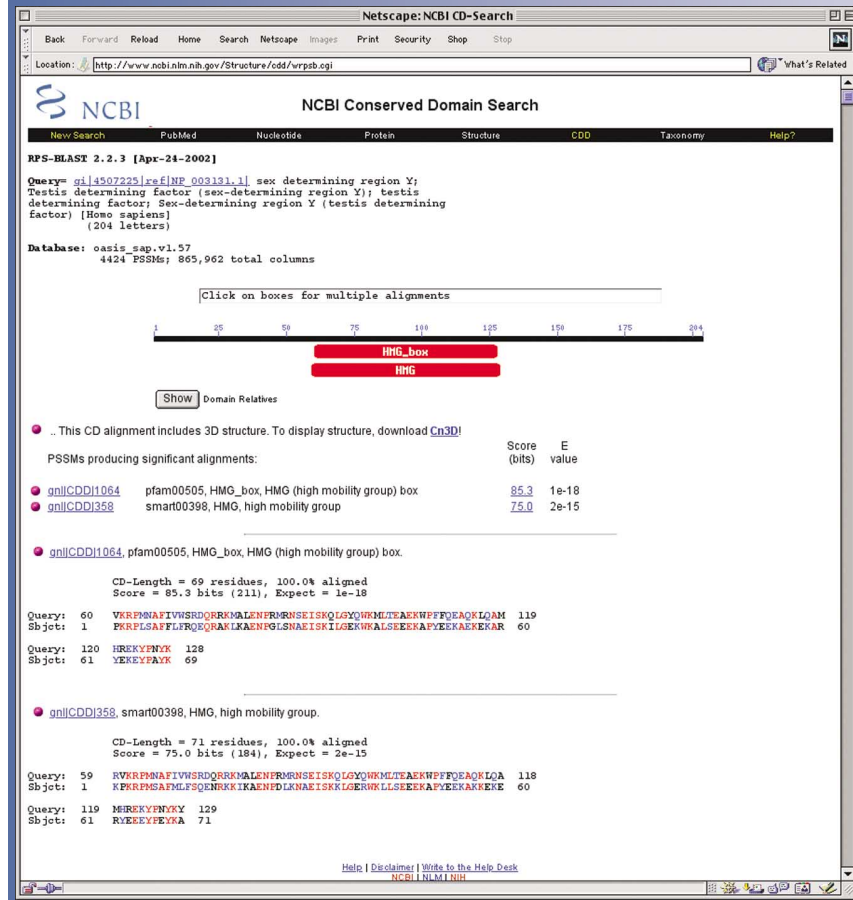 Netscape: NCBI CD-Search
Back Forward Reload Home Search Netscape Images Print Security Shop Stop
Location: http://www.ncbi.nlm.nih.gov/Structure/cdd/wrpsb.cgi What's Related
NCBI NCBI Conserved Domain Search
New Search PubMed Nucleotide Protein Structure CDD Taxonomy Help?
RPS-BLAST 2.2.3 [Apr-24-2002]
Query= gi|4507225|ref|NP_003131.1| sex determining region Y;
Testis determining factor (sex-determining region Y); testis
determining factor; Sex-determining region Y (testis determining
factor) [Homo sapiens]
(204 letters)
Database: oasis_sap.v1.57
4424 PSSMs; 865,962 total columns
Click on boxes for multiple alignments
1 25 50 75 100 125 150 175 204
HMG_box
HMG
Show Domain Relatives
.. This CD alignment includes 3D structure. To display structure, download Cn3D!
Score E
PSSMs producing significant alignments: (bits) value
gnl|CDD|1064 pfam00505, HMG_box, HMG (high mobility group) box 85.3 1e-18
gnl|CDD|358 smart00398, HMG, high mobility group 75.0 2e-15
gnl|CDD|1064, pfam00505, HMG_box, HMG (high mobility group) box.
CD-Length = 69 residues, 100.0% aligned
Score = 85.3 bits (211), Expect = 1e-18
Query: 60 VKRPMNAFIVWSRDQRRKMALENPRMRNSEISKQLGYQWKMLTEAEKWPFFQEAQKLQAM 119
Sbjct: 1 PKRPLSAFFLFRQEQRAKLKAENPGLSNAEISKILGEKWKALSEEEKAPYEEKAEKEKAR 60
Query: 120 HREKYPNYK 128
Sbjct: 61 YEKEYPAYK 69
gnl|CDD|358, smart00398, HMG, high mobility group.
CD-Length = 71 residues, 100.0% aligned
Score = 75.0 bits (184), Expect = 2e-15
Query: 59 RVKRPMNAFIVWSRDQRRKMALENPRMRNSEISKQLGYQWKMLTEAEKWPFFQEAQKLQA 118
Sbjct: 1 KPKRPMSAFMLFSQENRKKIKAENPDLKNAEISKKLGERWKLLSEEEKAPYEEKAKKEKE 60
Query: 119 MHREKYPNYKY 129
Sbjct: 61 RYEEEYPEYKA 71
Help | Disclaimer | Write to the Help Desk
NCBI | NLM | NIH